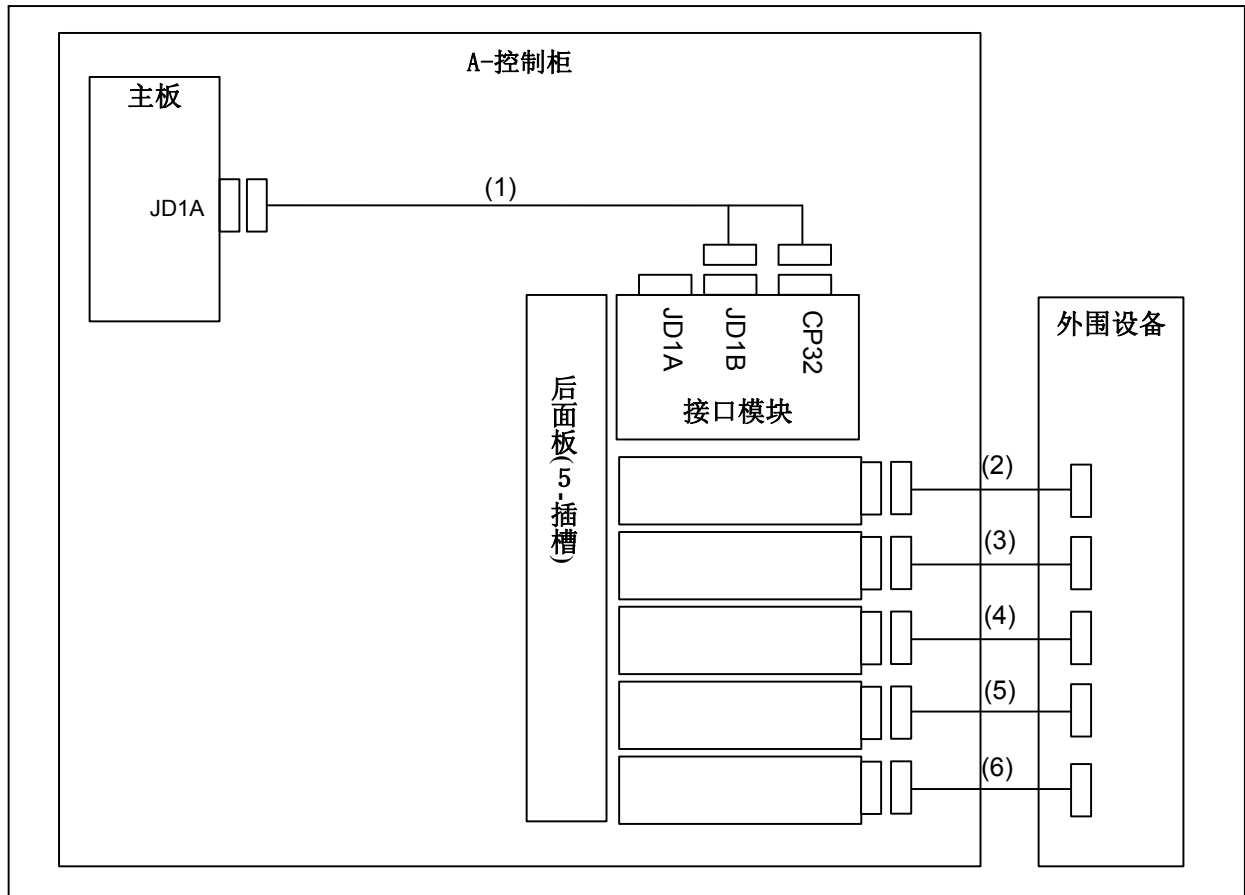 A-控制柜
主板
JD1A
(1)
JD1A
JD1B
CP32
接口模块
后面板(5-插槽)
外围设备
(2)
(3)
(4)
(5)
(6)